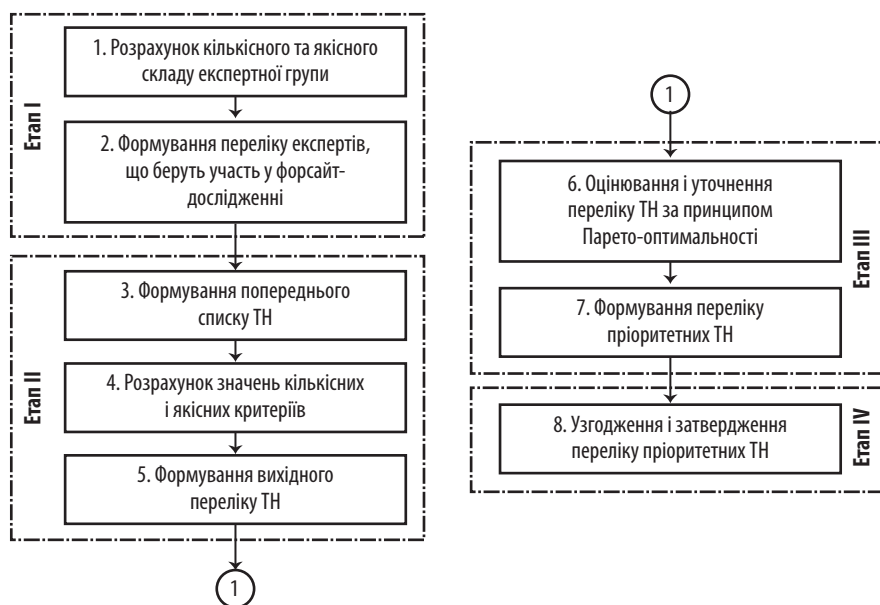 Етап I
1. Розрахунок кількісного та якісного
складу експертної групи
2. Формування переліку експертів,
що беруть участь у форсайт-
дослідженні
Етап II
3. Формування попереднього
списку ТН
4. Розрахунок значень кількісних
і якісних критеріїв
5. Формування вихідного
переліку ТН
1
1
Етап III
6. Оцінювання і уточнення
переліку ТН за принципом
Парето-оптимальності
7. Формування переліку
пріоритетних ТН
Етап IV
8. Узгодження і затвердження
переліку пріоритетних ТН